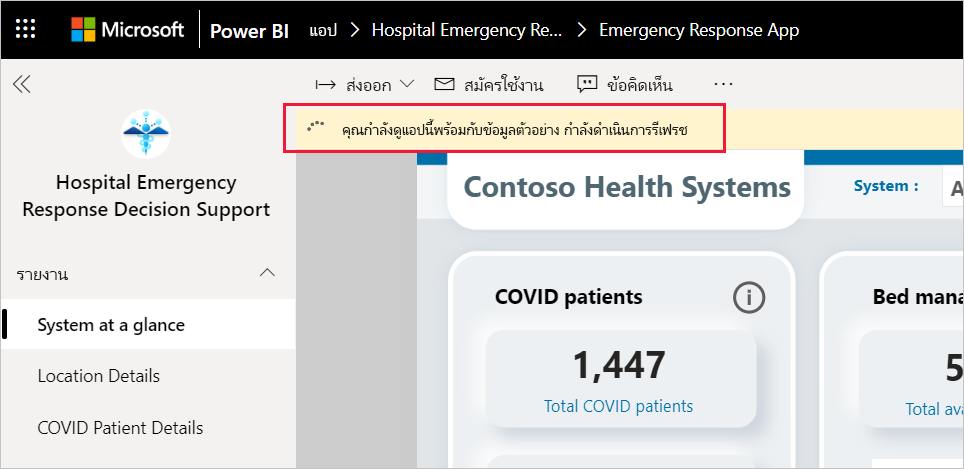 Microsoft Power BI แอป > Hospital Emergency Re... > Emergency Response App
ส่งออก สมัครใช้งาน ข้อคิดเห็น ...
คุณกำลังดูแอปนี้พร้อมกับข้อมูลตัวอย่าง กำลังดำเนินการรีเฟรช
Hospital Emergency
Response Decision Support
รายงาน
System at a glance
Location Details
COVID Patient Details
Contoso Health Systems
System :
COVID patients
1,447
Total COVID patients
Bed mana
5
Total ava